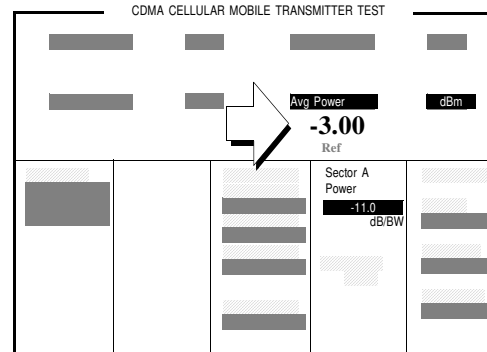 CDMA CELLULAR MOBILE TRANSMITTER TEST
Avg Power dBm
-3.00
Ref
Sector A
Power
-11.0
dB/BW